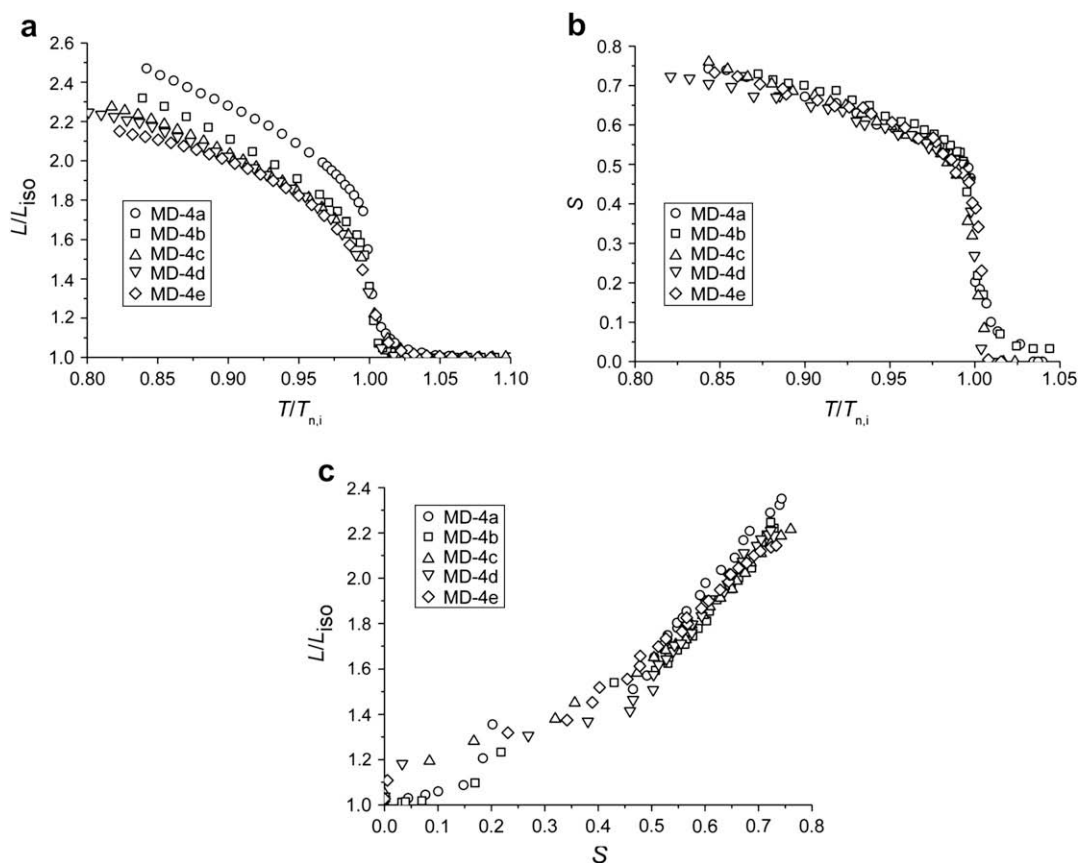 a
2.6
2.4
2.2
2.0
1.8
1.6
1.4
1.2
1.0
L/Liso
MD-4a
MD-4b
MD-4c
MD-4d
MD-4e
0.80 0.85 0.90 0.95 1.00 1.05 1.10
T/Tn,i
b
0.8
0.7
0.6
0.5
0.4
0.3
0.2
0.1
0.0
S
MD-4a
MD-4b
MD-4c
MD-4d
MD-4e
0.80 0.85 0.90 0.95 1.00 1.05
T/Tn,i
c
2.4
2.2
2.0
1.8
1.6
1.4
1.2
1.0
L/Liso
MD-4a
MD-4b
MD-4c
MD-4d
MD-4e
0.0 0.1 0.2 0.3 0.4 0.5 0.6 0.7 0.8
S